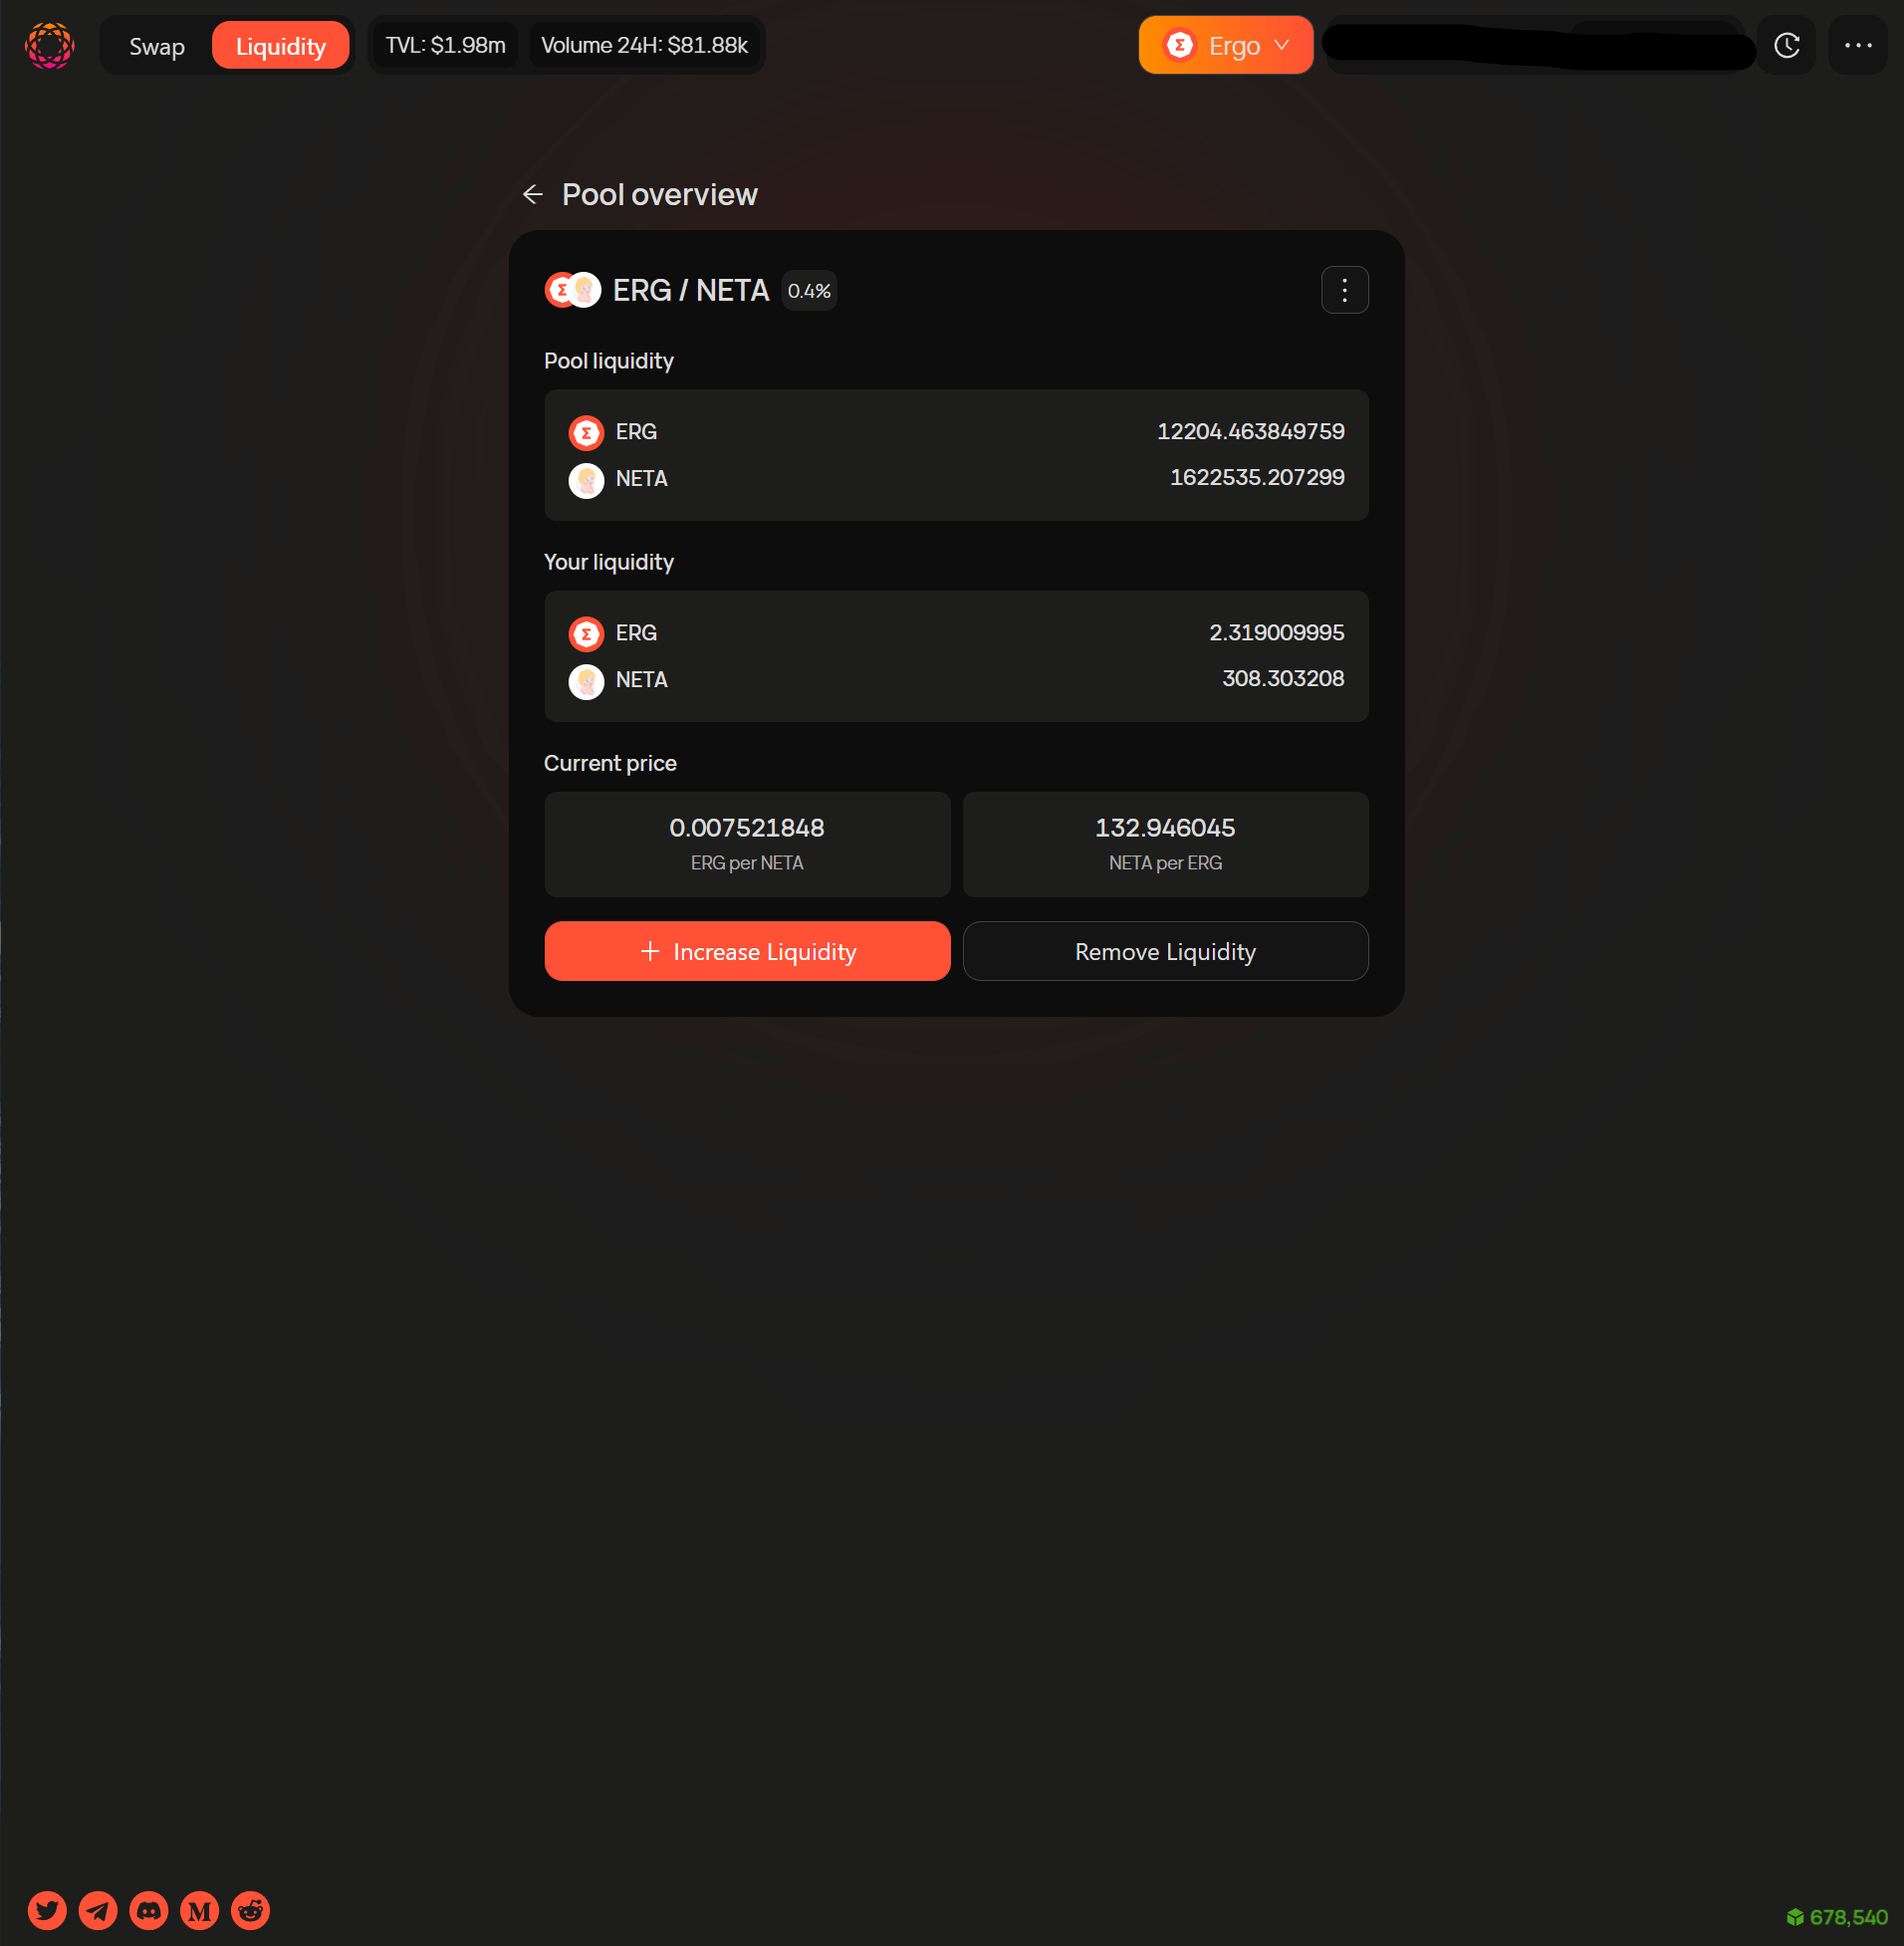 Swap Liquidity TVL: $1.98m Volume 24H: $81.88k Ergo
Pool overview
ERG / NETA 0.4%
Pool liquidity
ERG 12204.463849759
NETA 1622535.207299
Your liquidity
ERG 2.319009995
NETA 308.303208
Current price
0.007521848 132.946045
ERG per NETA NETA per ERG
+ Increase Liquidity Remove Liquidity
678,540